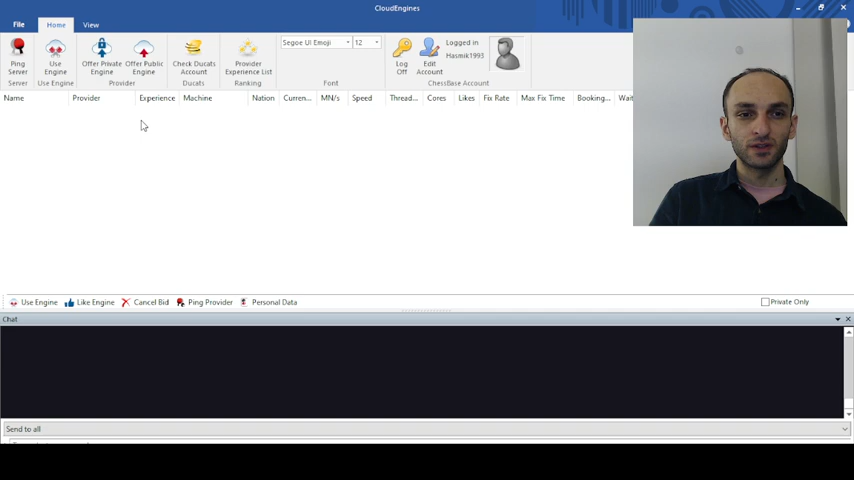 CloudEngines
File Home View
Ping Server
Use Engine
Offer Private Engine
Offer Public Engine
Check Ducats Account
Provider Experience List
Segoe UI Emoji 12
Log Off
Edit Account
Logged in
Hasmik1993
Server Use Engine Provider Ducats Ranking Font ChessBase Account
Name Provider Experience Machine Nation Curren... MN/s Speed Thread... Cores Likes Fix Rate Max Fix Time Booking... Wait
Use Engine Like Engine Cancel Bid Ping Provider Personal Data Private Only
Chat
Send to all